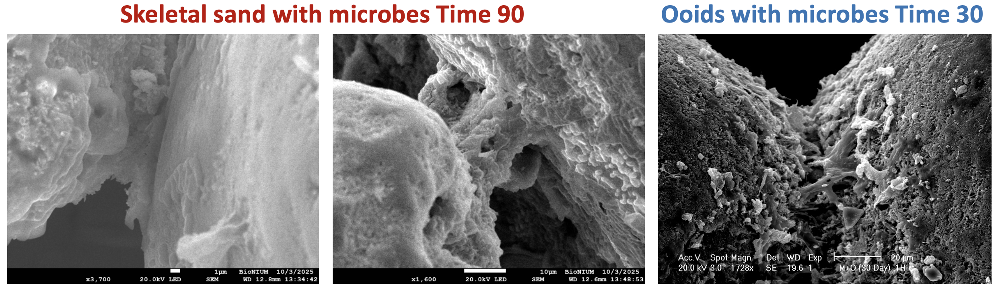 Skeletal sand with microbes Time 90
Ooids with microbes Time 30
1µm BioNIUM 10/3/2025
x3,700 20.0kV LED SEM WD 12.8mm 13:34:42
10µm BioNIUM 10/3/2025
x1,600 20.0kV LED SEM WD 12.6mm 13:48:53
Acc.V Spot Magn Det WD Exp 20 µm
20.0 kV 3.0 1728x SE 19.6 1 M+O (30 Day) 1H